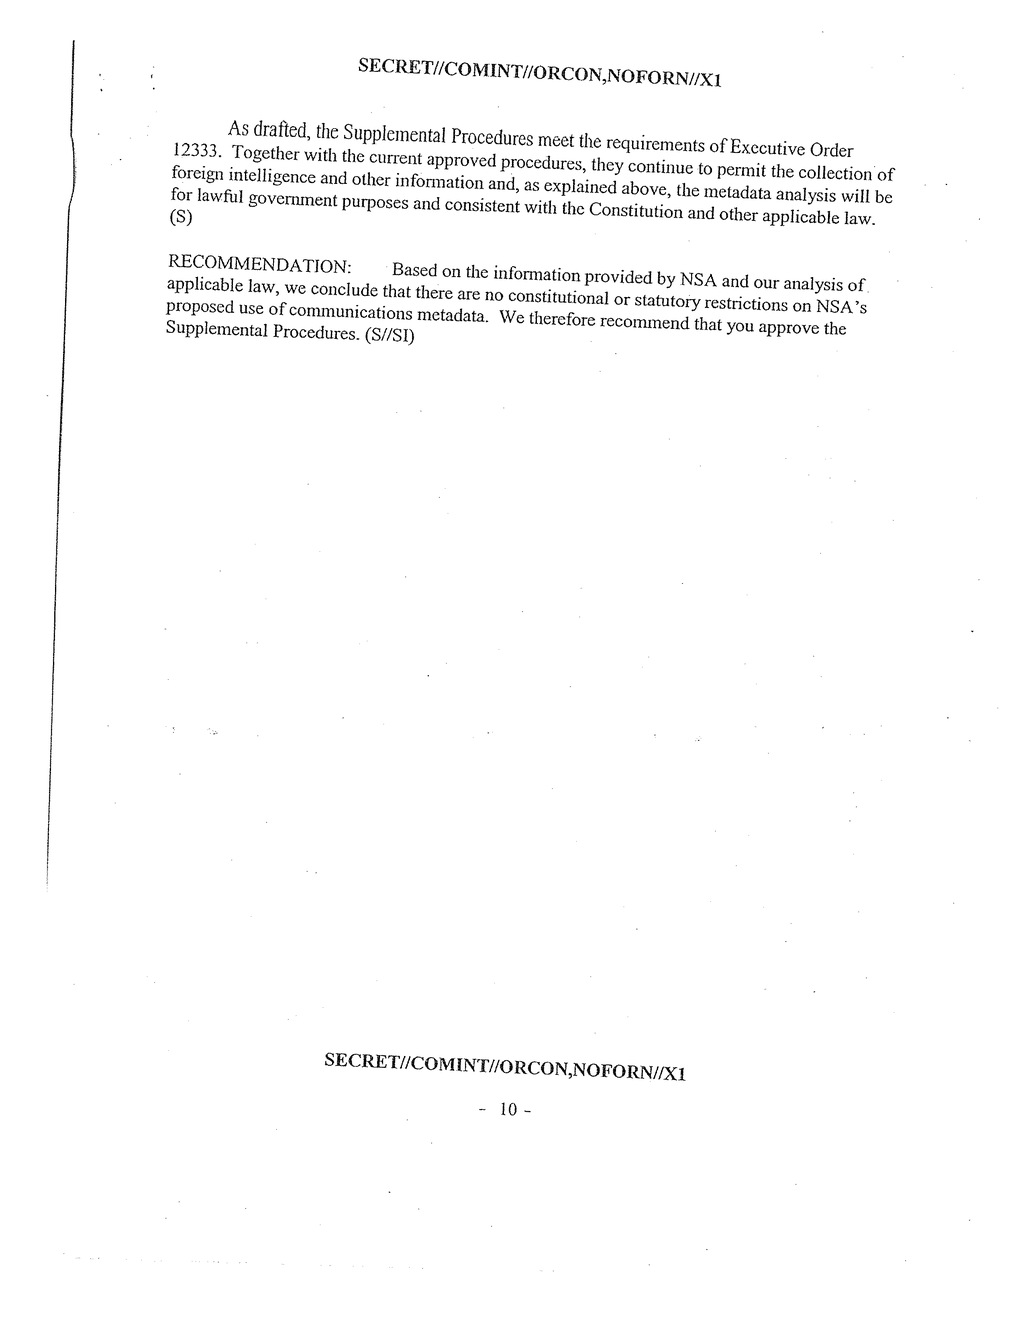 SECRET//COMINT//ORCON,NOFORN//X1
As drafted, the Supplemental Procedures meet the requirements of Executive Order
12333. Together with the current approved procedures, they continue to permit the collection of
foreign intelligence and other information and, as explained above, the metadata analysis will be
for lawful government purposes and consistent with the Constitution and other applicable law.
(S)
RECOMMENDATION: Based on the information provided by NSA and our analysis of
applicable law, we conclude that there are no constitutional or statutory restrictions on NSA's
proposed use of communications metadata. We therefore recommend that you approve the
Supplemental Procedures. (S//SI)
SECRET//COMINT//ORCON,NOFORN//X1
- 10 -